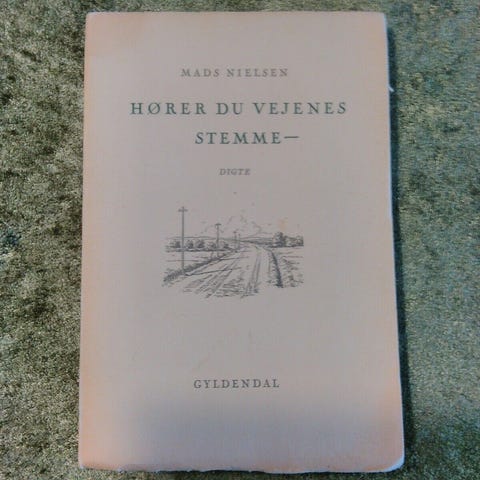 MADS NIELSEN
HØRER DU VEJENES
STEMME—
DIGTE
GYLDENDAL